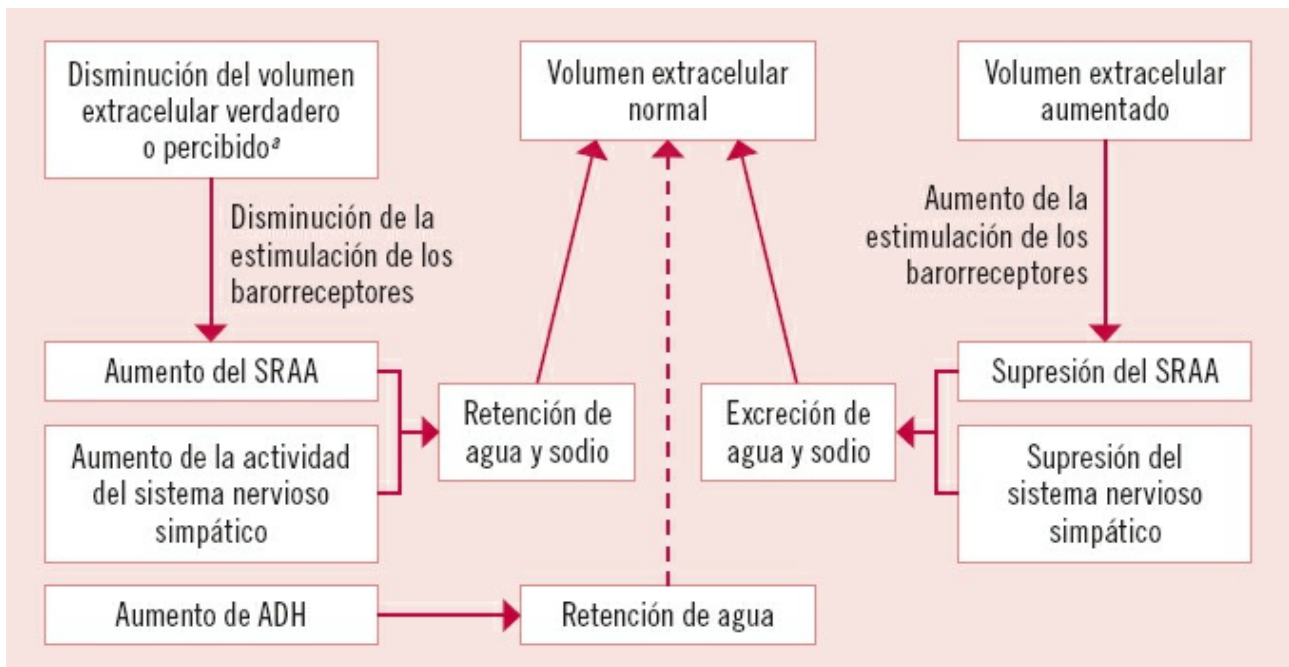 Disminución del volumen
extracelular verdadero
o percibidoª
Disminución de la
estimulación de los
barorreceptores
Aumento del SRAA
Aumento de la actividad
del sistema nervioso
simpático
Aumento de ADH
Volumen extracelular
normal
Retención de
agua y sodio
Excreción de
agua y sodio
Retención de agua
Volumen extracelular
aumentado
Aumento de la
estimulación de los
barorreceptores
Supresión del SRAA
Supresión del
sistema nervioso
simpático